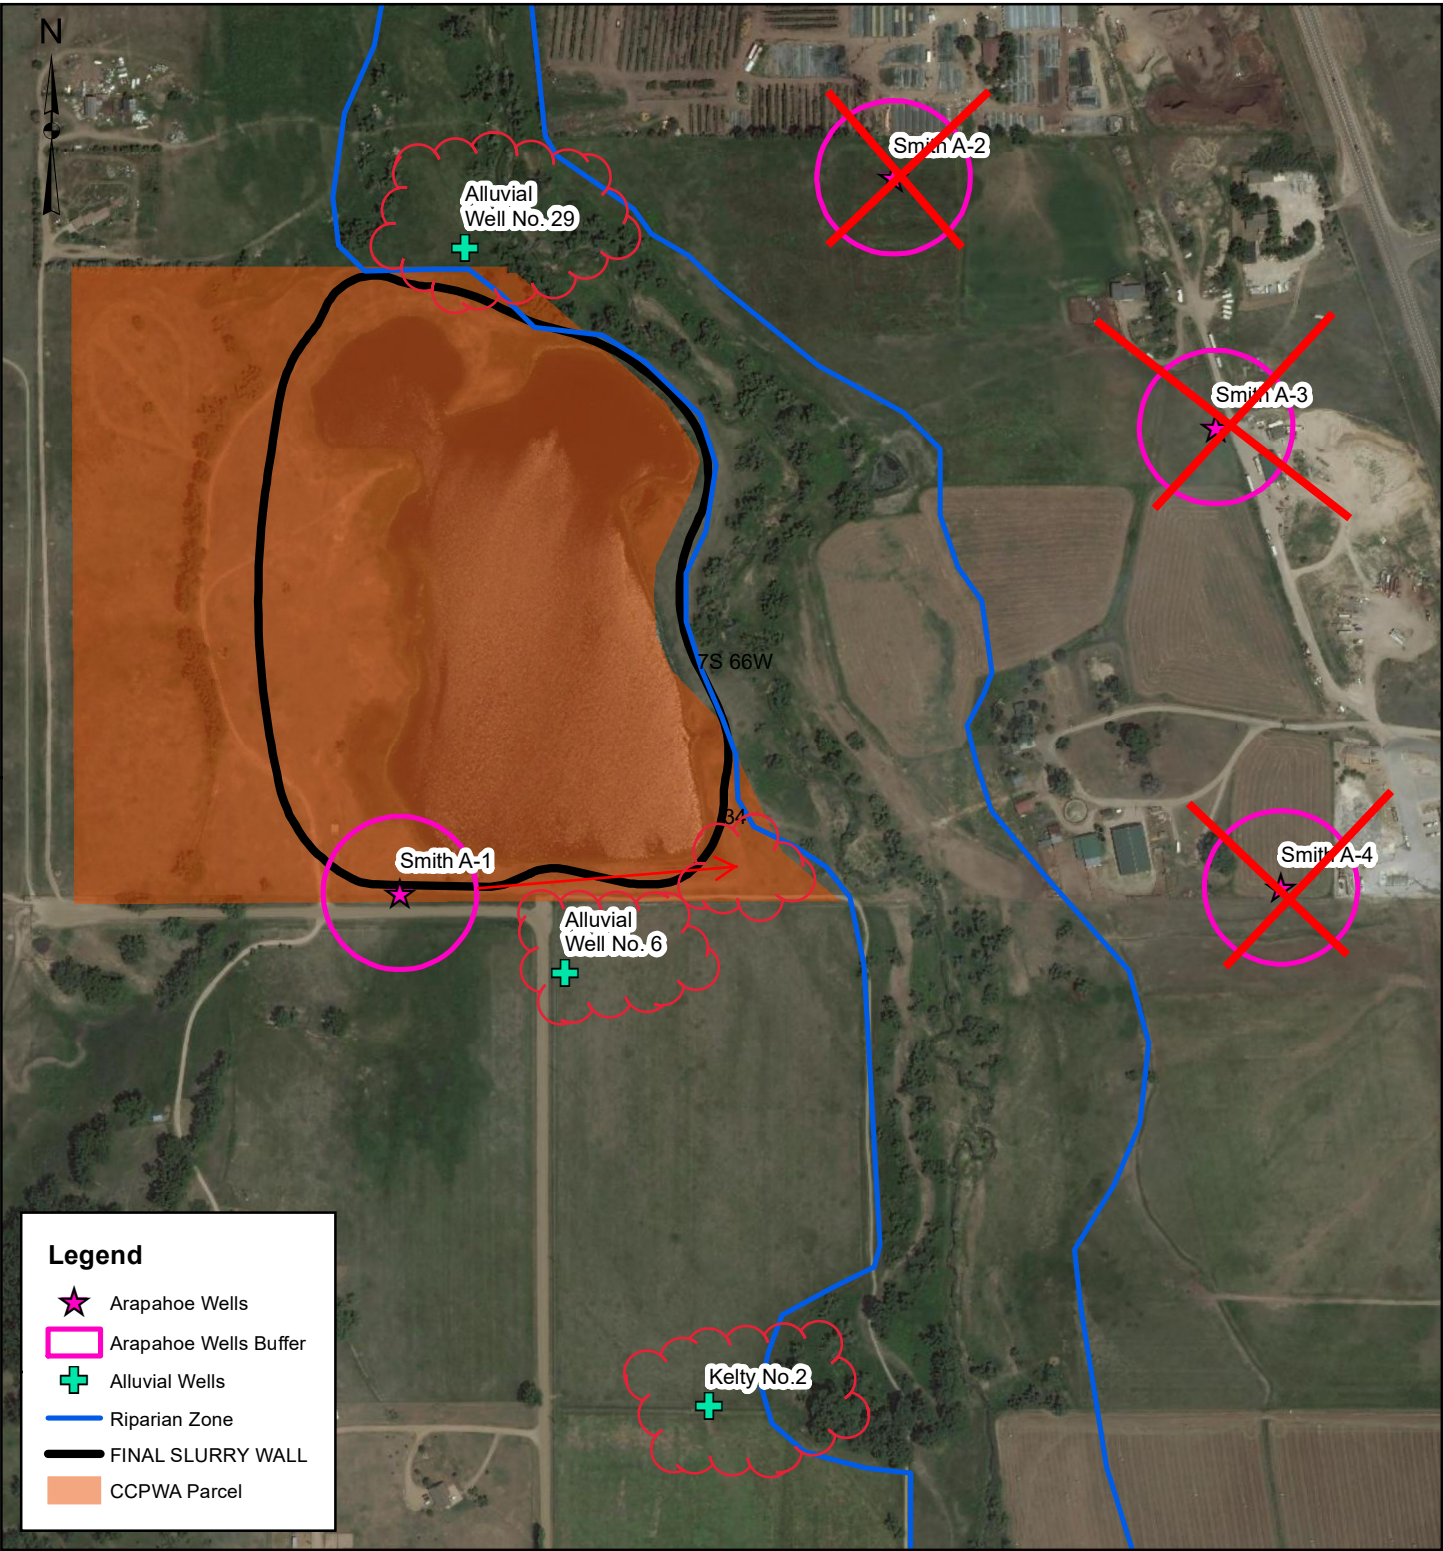 N
Smith A-2
Alluvial
Well No. 29
Smith A-3
7S 66W
34
Smith A-1
Smith A-4
Alluvial
Well No. 6
Kelty No.2
Legend
Arapahoe Wells
Arapahoe Wells Buffer
Alluvial Wells
Riparian Zone
FINAL SLURRY WALL
CCPWA Parcel